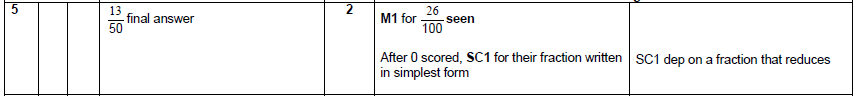 5
13/50 final answer
2
M1 for 26/100 seen
After 0 scored, SC1 for their fraction written
in simplest form
SC1 dep on a fraction that reduces